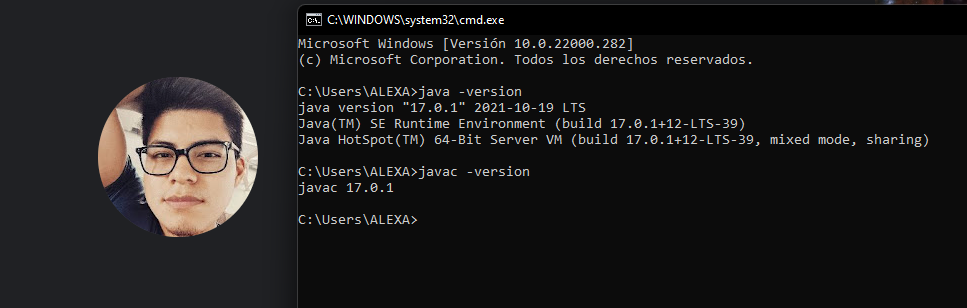 C:\WINDOWS\system32\cmd.exe
Microsoft Windows [Versión 10.0.22000.282]
(c) Microsoft Corporation. Todos los derechos reservados.
C:\Users\ALEXA>java -version
java version "17.0.1" 2021-10-19 LTS
Java(TM) SE Runtime Environment (build 17.0.1+12-LTS-39)
Java HotSpot(TM) 64-Bit Server VM (build 17.0.1+12-LTS-39, mixed mode, sharing)
C:\Users\ALEXA>javac -version
javac 17.0.1
C:\Users\ALEXA>